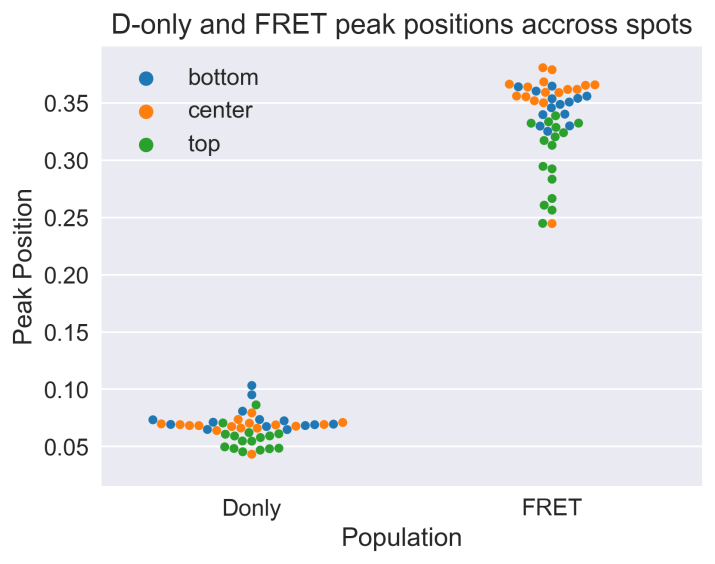 D-only and FRET peak positions accross spots
bottom
center
top
0.35
0.30
0.25
0.20
0.15
0.10
0.05
Peak Position
Donly
FRET
Population